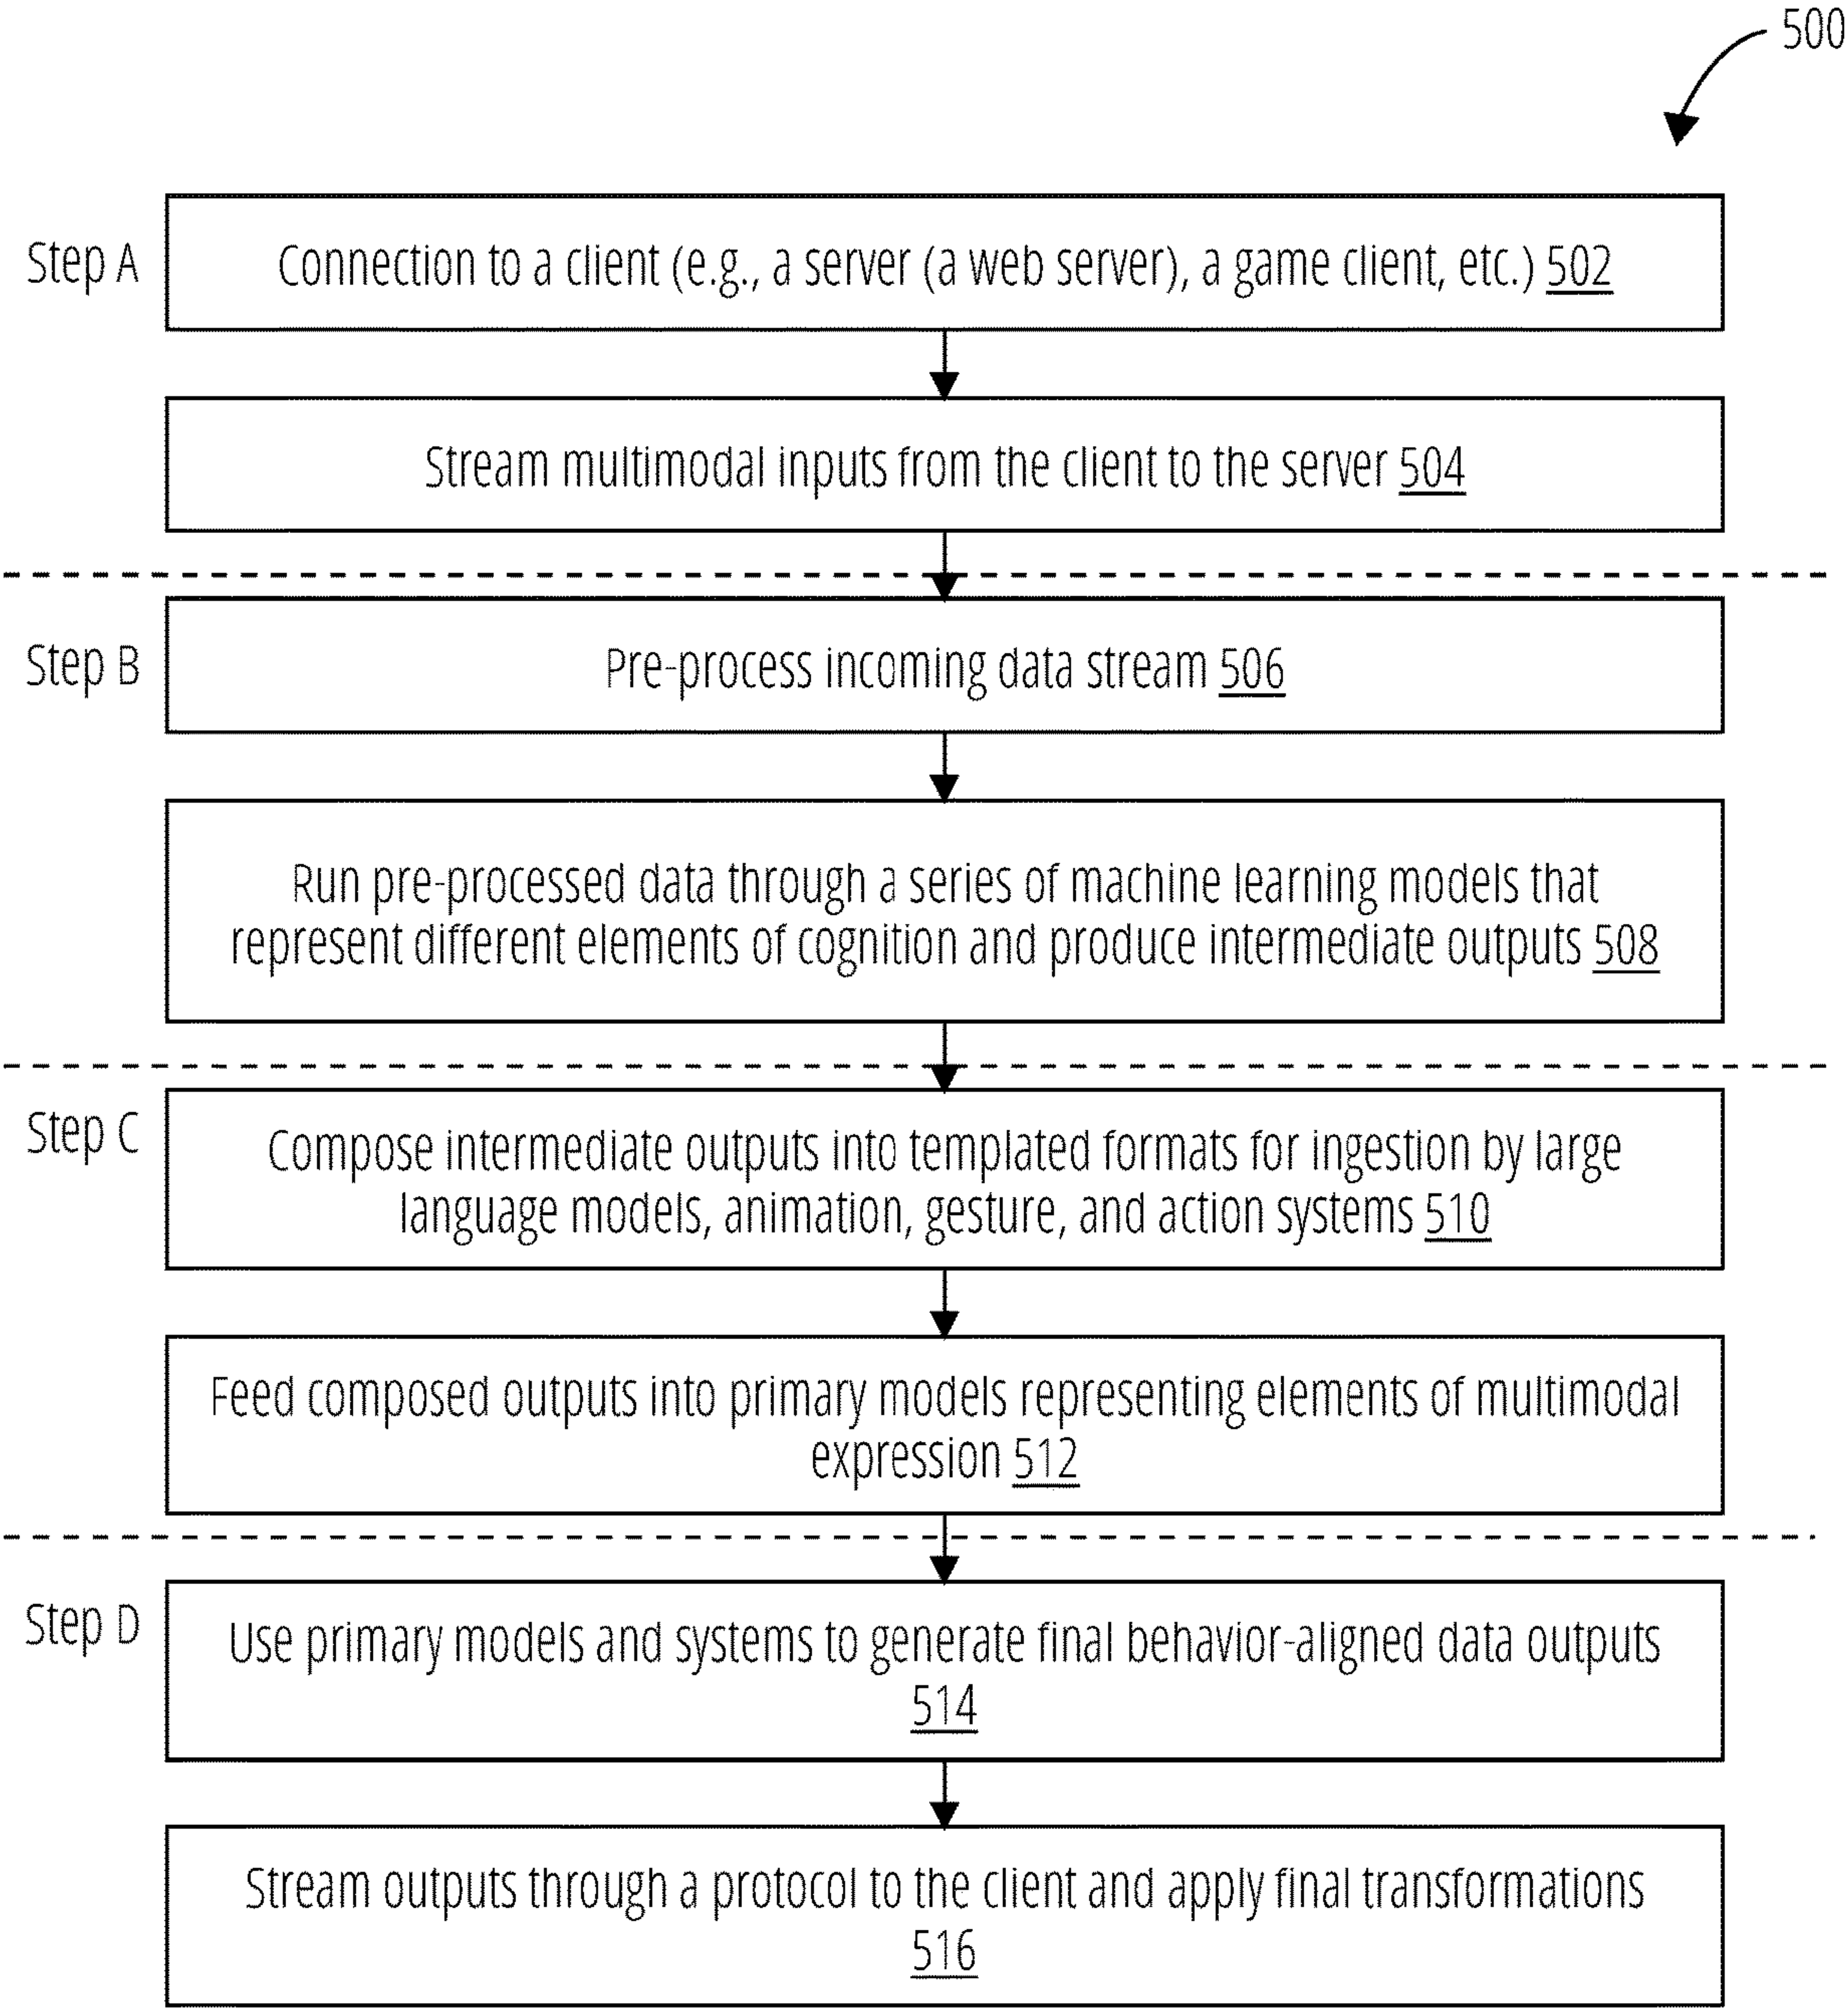 500
Step A
Connection to a client (e.g., a server (a web server), a game client, etc.) 502
Stream multimodal inputs from the client to the server 504
Step B
Pre-process incoming data stream 506
Run pre-processed data through a series of machine learning models that
represent different elements of cognition and produce intermediate outputs 508
Step C
Compose intermediate outputs into templated formats for ingestion by large
language models, animation, gesture, and action systems 510
Feed composed outputs into primary models representing elements of multimodal
expression 512
Step D
Use primary models and systems to generate final behavior-aligned data outputs
514
Stream outputs through a protocol to the client and apply final transformations
516